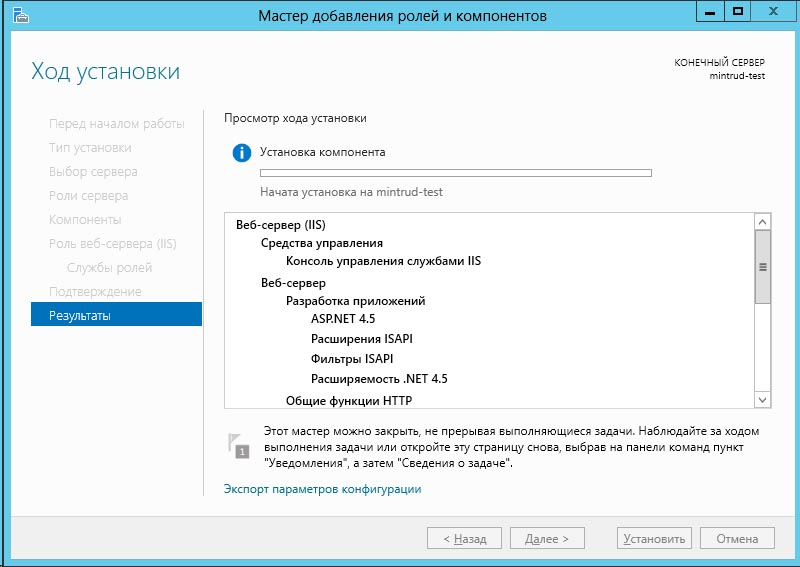 Мастер добавления ролей и компонентов
Ход установки
КОНЕЧНЫЙ СЕРВЕР
mintrud-test
Перед началом работы
Тип установки
Выбор сервера
Роли сервера
Компоненты
Роль веб-сервера (IIS)
Службы ролей
Подтверждение
Результаты
Просмотр хода установки
Установка компонента
Начата установка на mintrud-test
Веб-сервер (IIS)
Средства управления
Консоль управления службами IIS
Веб-сервер
Разработка приложений
ASP.NET 4.5
Расширения ISAPI
Фильтры ISAPI
Расширяемость .NET 4.5
Общие функции HTTP
1
Этот мастер можно закрыть, не прерывая выполняющиеся задачи. Наблюдайте за ходом
выполнения задачи или откройте эту страницу снова, выбрав на панели команд пункт
"Уведомления", а затем "Сведения о задаче".
Экспорт параметров конфигурации
< Назад
Далее >
Установить
Отмена